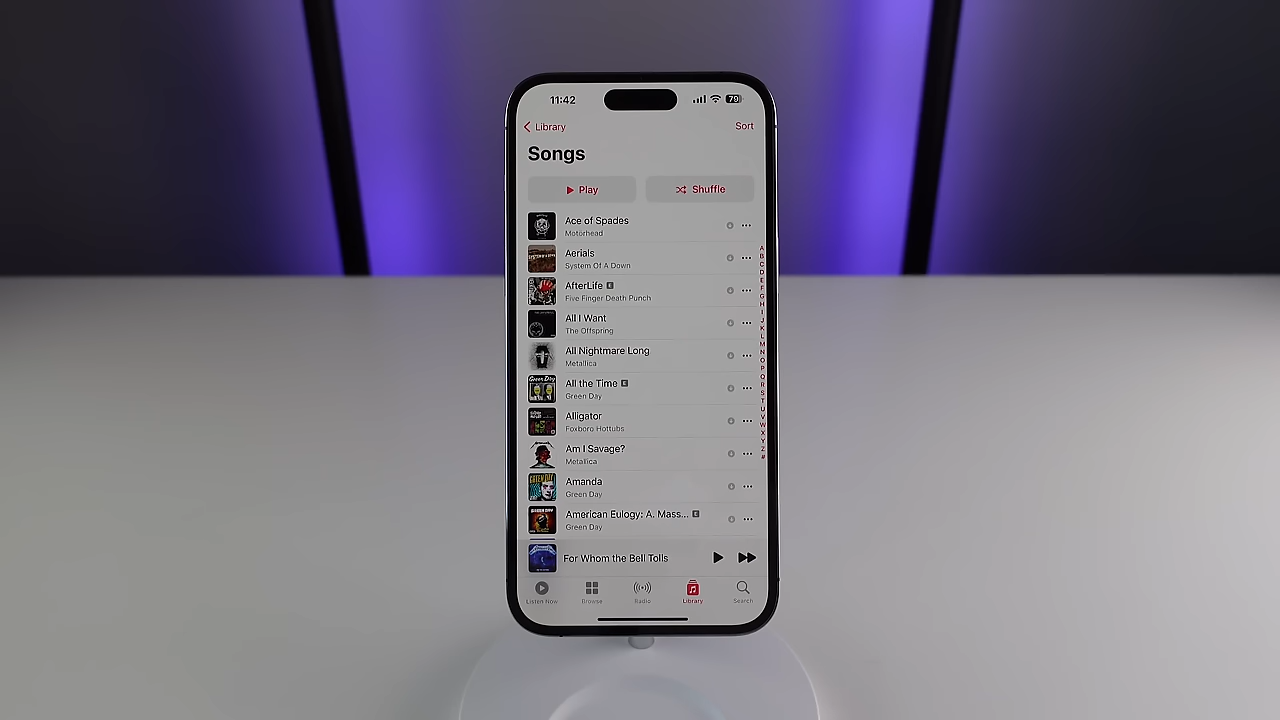 11:42
79
Library
Sort
Songs
Play
Shuffle
Ace of Spades
Motorhead
Aerials
System Of A Down
AfterLife E
Five Finger Death Punch
All I Want
The Offspring
All Nightmare Long
Metallica
All the Time E
Green Day
Alligator
Foxboro Hottubs
Am I Savage?
Metallica
Amanda
Green Day
American Eulogy: A. Mass... E
Green Day
A
B
C
D
E
F
G
H
I
J
K
L
M
N
O
P
Q
R
S
T
U
V
W
X
Y
Z
#
For Whom the Bell Tolls
Listen Now
Browse
Radio
Library
Search